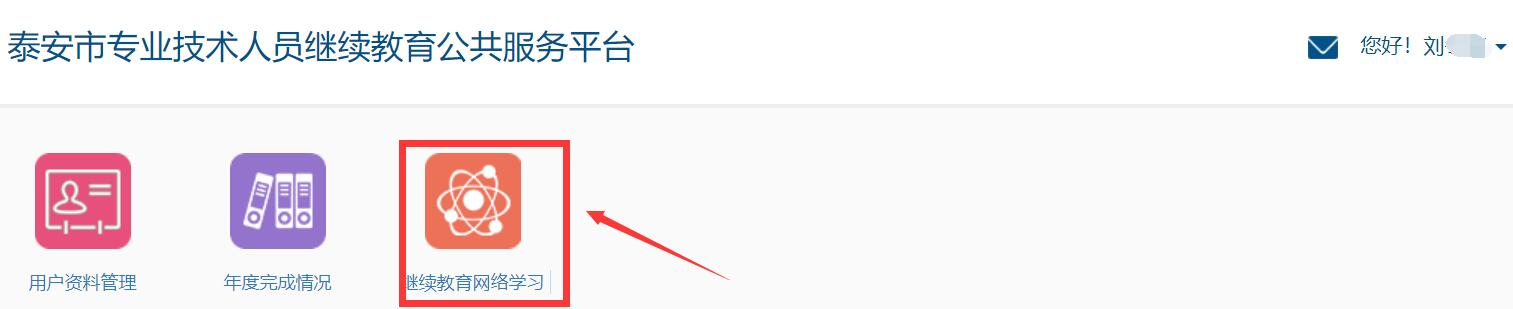 泰安市专业技术人员继续教育公共服务平台
您好！刘
用户资料管理
年度完成情况
继续教育网络学习